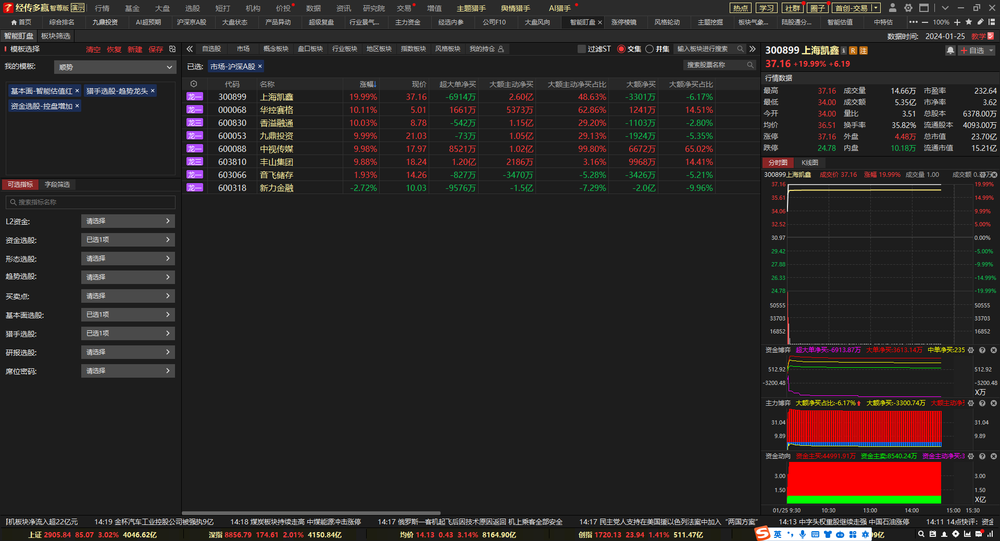 经传多赢 智尊版 演示 行情 基金 大盘 选股 短打 机构 价投 数据 资讯 研究院 交易 增值 主题猎手 舆情猎手 AI猎手 热点 学习 社群 圈子 首创-交易
首页 综合排名 九鼎投资 AI超预期 沪深京A股 大盘状态 产品异动 超级复盘 行业景气... 主力资金 经选内参 公司F10 大盘风向 智能盯盘 × 涨停棱镜 风格轮动 主题挖掘 板块气象... 陆股通分... 智能估值 中特估 ••• 100%
智能盯盘 板块筛选 数据时间: 2024-01-25 教学
模板选择 清空 恢复 新建 保存
自选股 市场 概念板块 盘口板块 行业板块 地区板块 指数板块 风格板块 我的持仓 过滤ST 交集 并集 输入板块进行搜索
我的模板: 顺势
已选: 市场-沪深A股 × 搜索股票名称
基本面-智能估值红 × 猎手选股-趋势龙头 ×
资金选股-控盘增加 ×
可选指标 字段筛选
搜索指标名称
L2资金: 请选择
资金选股: 已选1项
形态选股: 请选择
趋势选股: 请选择
买卖点: 请选择
基本面选股: 已选1项
猎手选股: 已选1项
研报选股: 请选择
席位密码: 请选择
代码 名称 涨幅↓ 现价 超大单净买 大额主动净买 大额主动净买占比 大额净买 大额净买占比
龙一 300899 上海凯鑫 19.99% 37.16 -6914万 2.60亿 48.63% -3301万 -6.17%
龙一 000068 华控赛格 10.11% 5.01 1661万 5373万 62.86% 1241万 14.51%
龙三 600830 香溢融通 10.03% 8.78 -542万 1.15亿 29.20% -1103万 -2.80%
龙一 600053 九鼎投资 9.99% 21.03 -73万 1.05亿 29.13% -1924万 -5.35%
龙一 600088 中视传媒 9.98% 17.97 8521万 1.02亿 99.80% 6672万 65.02%
龙三 603810 丰山集团 9.88% 18.24 1.20亿 2186万 3.16% 9968万 14.41%
龙一 603066 音飞储存 1.93% 14.26 -827万 -3470万 -5.28% -3426万 -5.21%
龙一 600318 新力金融 -2.72% 10.03 -9576万 -1.5亿 -7.29% -2.0亿 -9.96%
300899 上海凯鑫 R 注 自选
37.16 +19.99% +6.19
行情数据
最高 37.16 成交量 14.66万 市盈率 232.64
最低 34.00 成交额 5.35亿 市净率 3.62
今开 34.00 量比 3.51 总股本 6378.00万
均价 36.51 换手率 35.82% 流通股本 4093.00万
涨停 37.16 外盘 4.48万 总市值 23.70亿
跌停 24.78 内盘 10.18万 流通市值 15.21亿
分时图 K线图
300899上海凯鑫 成交价 37.16 涨幅 19.99% 成交量 1.00 成交额
37.16 19.99%
35.61 14.99%
34.06 9.99%
32.52 5.00%
30.97 0.00%
29.42 -5.00%
27.88 -9.99%
26.33 -14.99%
24.78 -19.99%
50555 50555
33703 33703
16852 16852
资金博弈 超大单净买:-6913.87万 大单净买:3613.14万 中单净买:235
512.92 512.92
-3200.48 -3200.48
X万
主力博弈 大额净买占比:-6.17% 大额净买:-3300.74万 大额主动净买
31.04 31.04
9.89 9.89
资金动向 资金主买:44991.91万 资金主卖:8540.24万 资金主动净买:3
3.00 3.00
1.50 1.50
X亿
01/25 9:30 10:30 13:00 14:00 15:00 15:30
机板块净流入超22亿元 14:19 金杯汽车工业控股公司被强执9亿 14:18 煤炭板块持续走高 中煤能源冲击涨停 14:17 俄罗斯一客机起飞后因技术原因返回 机上乘客全部安全 14:17 民主党人支持在美国援以色列法案中加入“两国方案” 14:13 中字头权重股继续走强 中国石油涨停 14:11 14点快评：资金
上证 2905.84 85.07 3.02% 4046.62亿 深指 8856.79 174.61 2.01% 4150.84亿 均价 14.13 0.43 3.14% 8164.90亿 创指 1720.13 23.94 1.41% 511.47亿 英 9亿